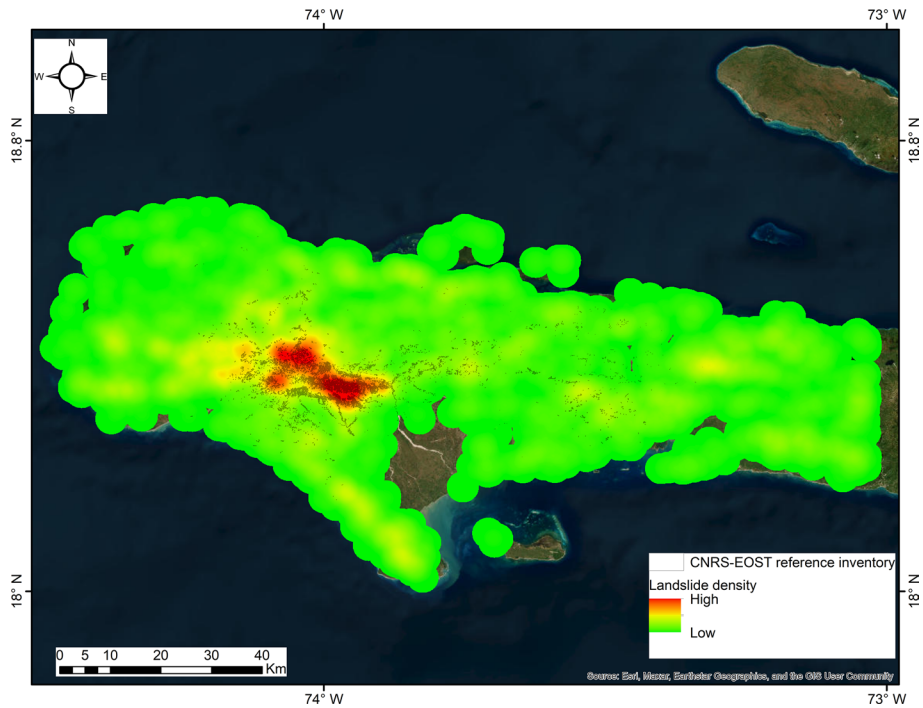 74° W
73° W
N
W
E
S
18.8° N
18.8° N
18° N
18° N
CNRS-EOST reference inventory
Landslide density
High
Low
0 5 10 20 30 40
Km
Source: Esri, Maxar, Earthstar Geographics, and the GIS User Community
74° W
73° W